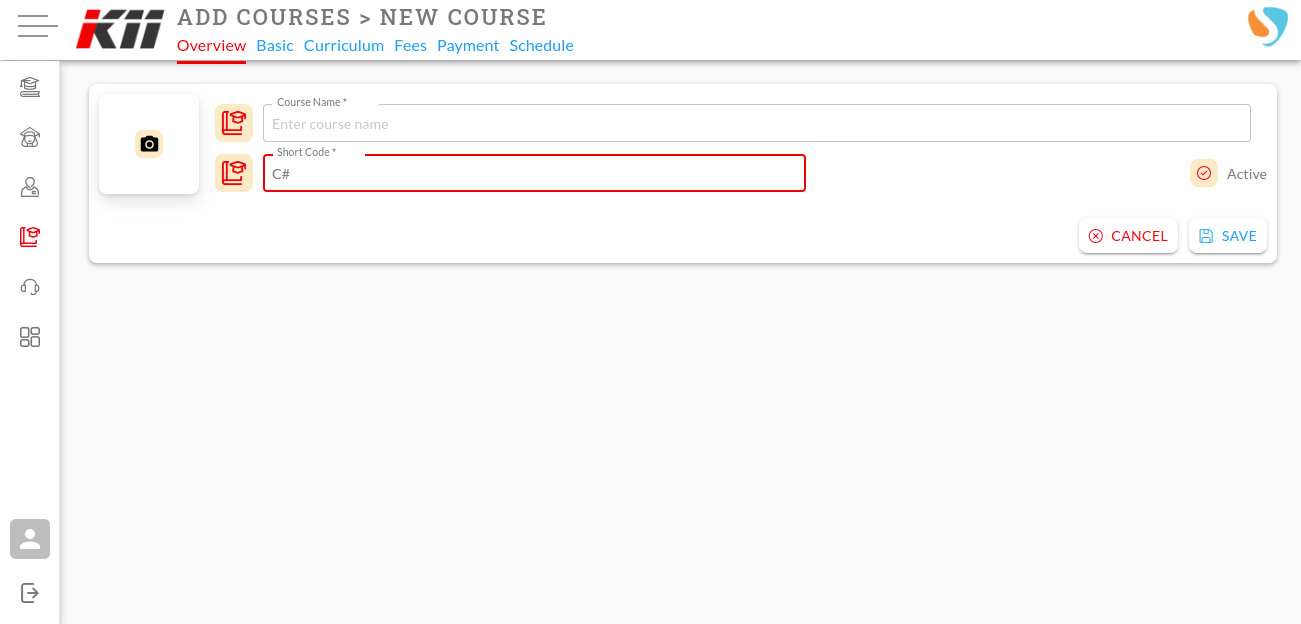 KII
ADD COURSES > NEW COURSE
Overview Basic Curriculum Fees Payment Schedule
Course Name *
Enter course name
Short Code *
C#
Active
CANCEL SAVE